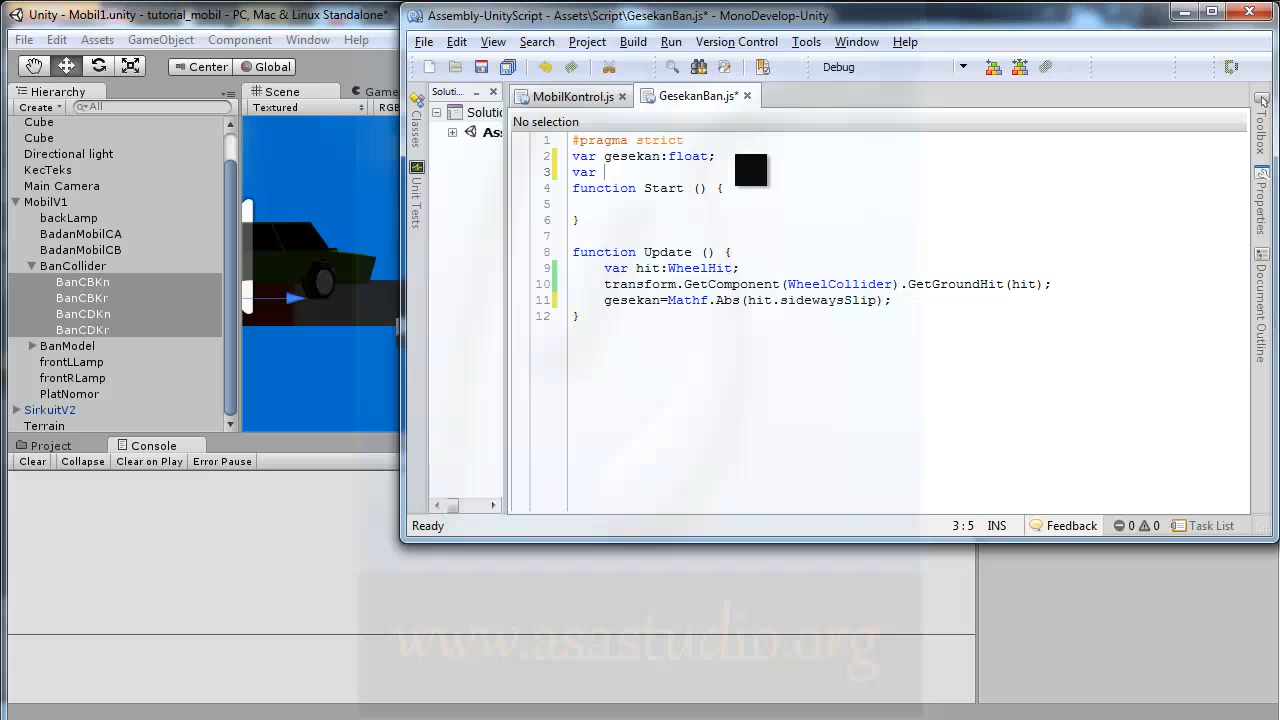 Unity - Mobil1.unity - tutorial_mobil - PC, Mac & Linux Standalone*
File Edit Assets GameObject Component Window Help
Center Global
Hierarchy
Create All
Cube
Cube
Directional light
KecTeks
Main Camera
MobilV1
backLamp
BadanMobilCA
BadanMobilCB
BanCollider
BanCBKn
BanCBKr
BanCDKn
BanCDKr
BanModel
frontLLamp
frontRLamp
PlatNomor
SirkuitV2
Terrain
Scene Game
Textured RGB
Project Console
Clear Collapse Clear on Play Error Pause
Assembly-UnityScript - Assets\Script\GesekanBan.js* - MonoDevelop-Unity
File Edit View Search Project Build Run Version Control Tools Window Help
Debug
Classes
Unit Tests
Solut...
Solutio
Ass
MobilKontrol.js GesekanBan.js*
No selection
1 #pragma strict
2 var gesekan:float;
3 var
4 function Start () {
5
6 }
7
8 function Update () {
9 var hit:WheelHit;
10 transform.GetComponent(WheelCollider).GetGroundHit(hit);
11 gesekan=Mathf.Abs(hit.sidewaysSlip);
12 }
Toolbox
Properties
Document Outline
Ready 3 : 5 INS Feedback 0 0 Task List
www.asastudio.org